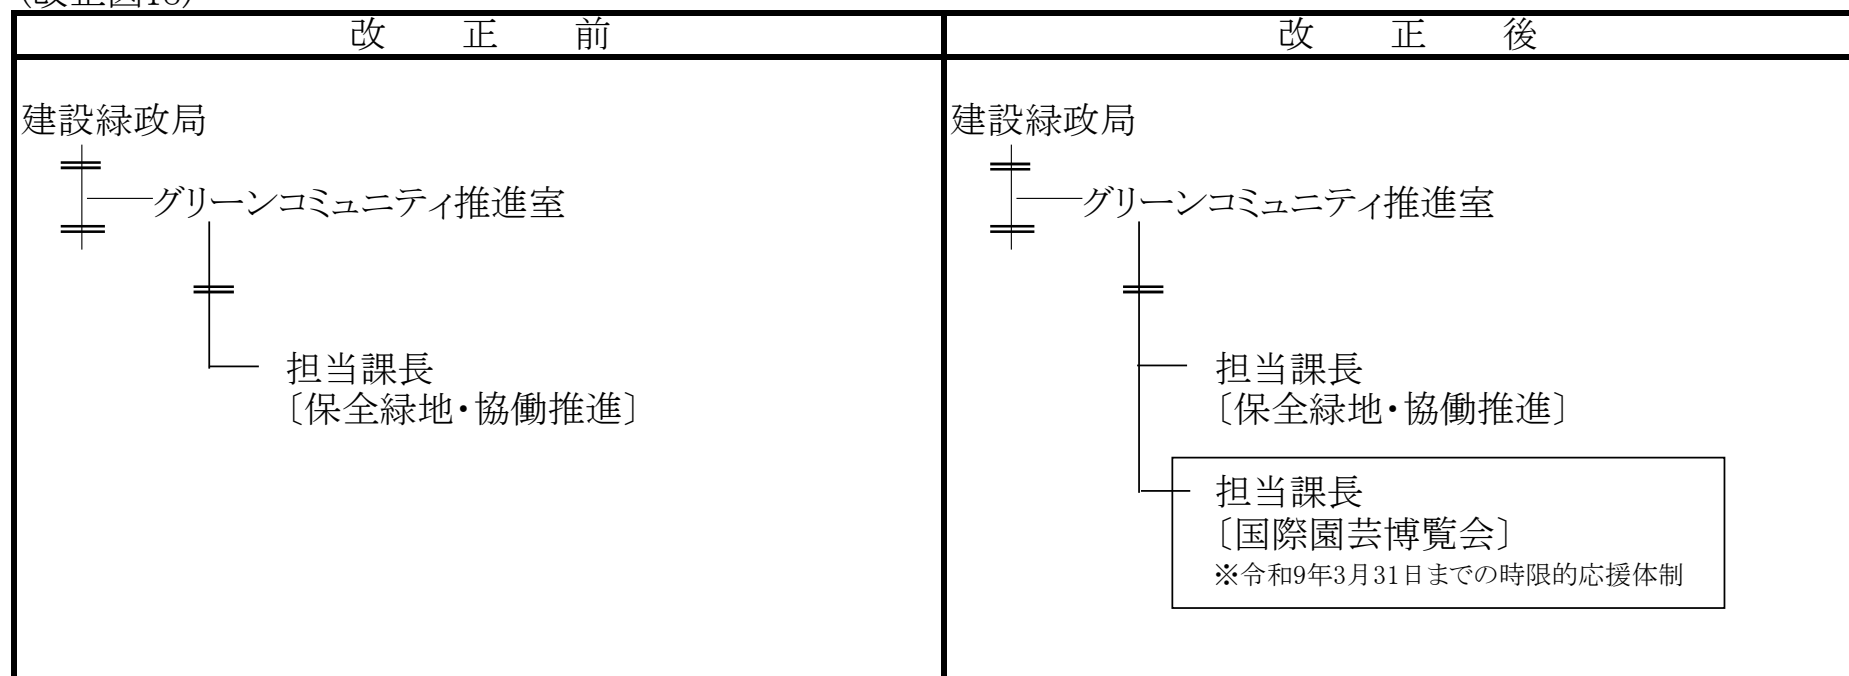 改正前
建設緑政局
グリーンコミュニティ推進室
担当課長
〔保全緑地・協働推進〕
改正後
建設緑政局
グリーンコミュニティ推進室
担当課長
〔保全緑地・協働推進〕
担当課長
〔国際園芸博覧会〕
※令和9年3月31日までの時限的応援体制